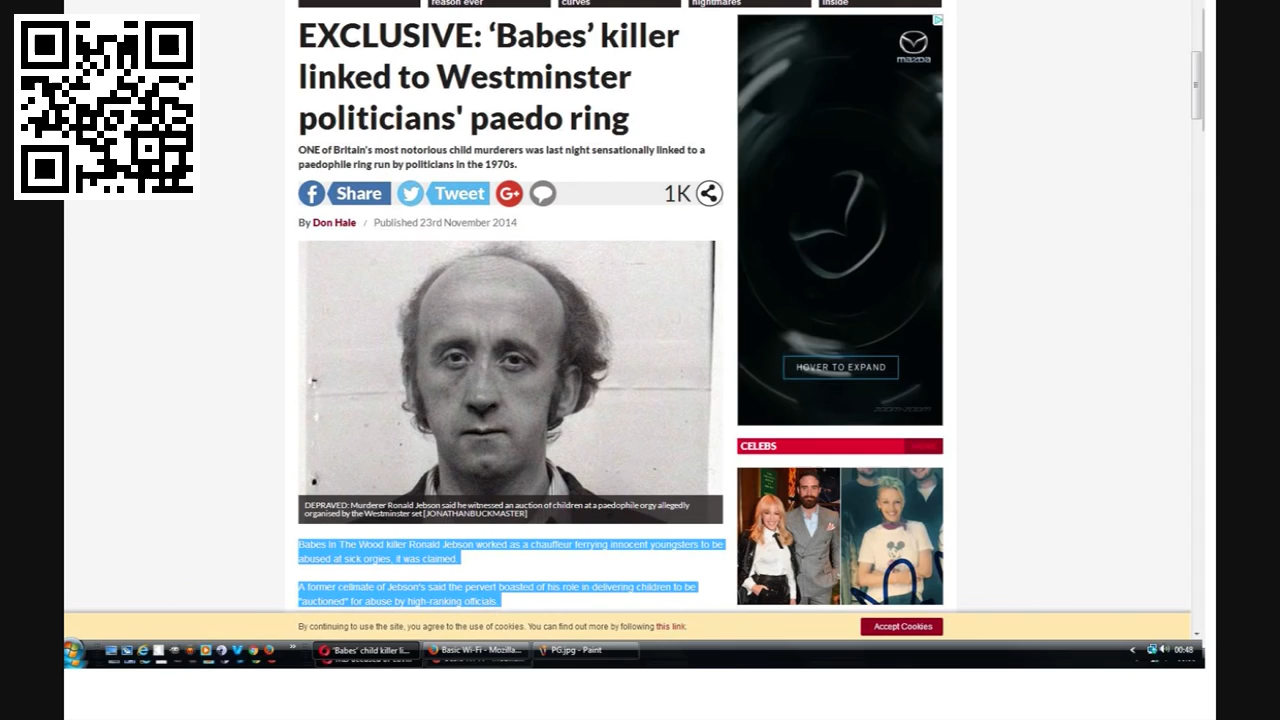 reason ever
curves
nightmares
inside
EXCLUSIVE: ‘Babes’ killer
linked to Westminster
politicians' paedo ring
ONE of Britain's most notorious child murderers was last night sensationally linked to a
paedophile ring run by politicians in the 1970s.
Share
Tweet
G+
1K
By Don Hale / Published 23rd November 2014
mazda
HOVER TO EXPAND
ZOOM-ZOOM
DEPRAVED: Murderer Ronald Jebson said he witnessed an auction of children at a paedophile orgy allegedly
organised by the Westminster set [JONATHANBUCKMASTER]
CELEBS
Babes in The Wood killer Ronald Jebson worked as a chauffeur ferrying innocent youngsters to be
abused at sick orgies, it was claimed.
A former cellmate of Jebson's said the pervert boasted of his role in delivering children to be
"auctioned" for abuse by high-ranking officials.
By continuing to use the site, you agree to the use of cookies. You can find out more by following this link.
Accept Cookies
'Babes' child killer li...
Basic Wi-Fi - Mozilla...
PG.jpg - Paint
00:48